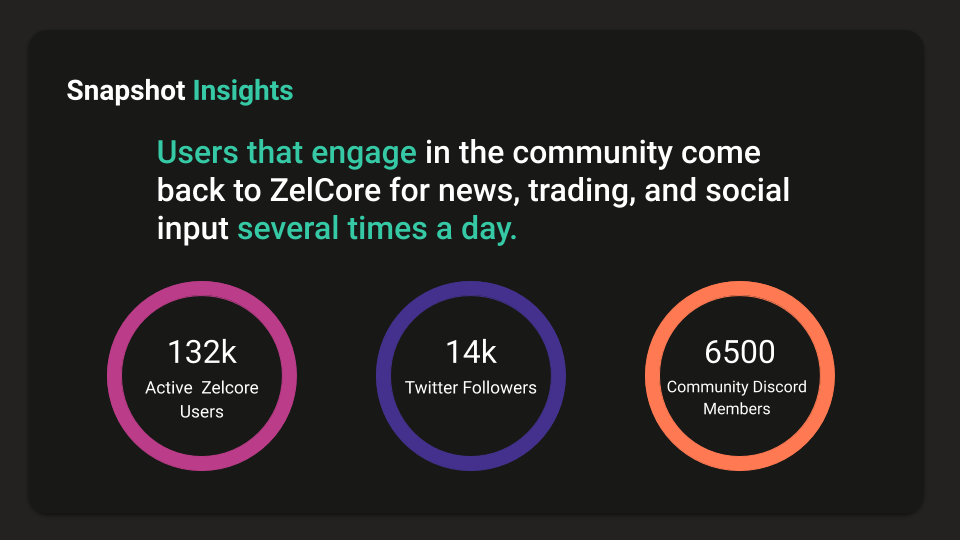 Snapshot Insights
Users that engage in the community come
back to ZelCore for news, trading, and social
input several times a day.
132k
Active Zelcore
Users
14k
Twitter Followers
6500
Community Discord
Members